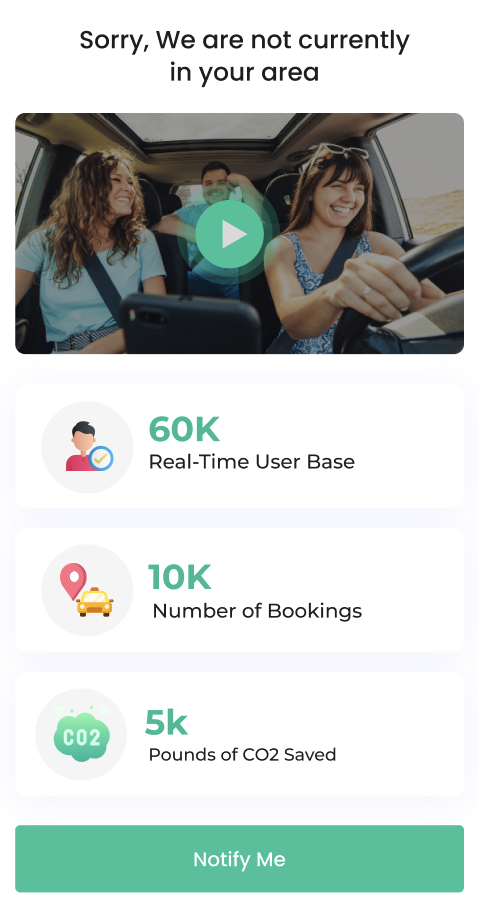 Sorry, We are not currently
in your area
60K
Real-Time User Base
10K
Number of Bookings
CO2
5k
Pounds of CO2 Saved
Notify Me